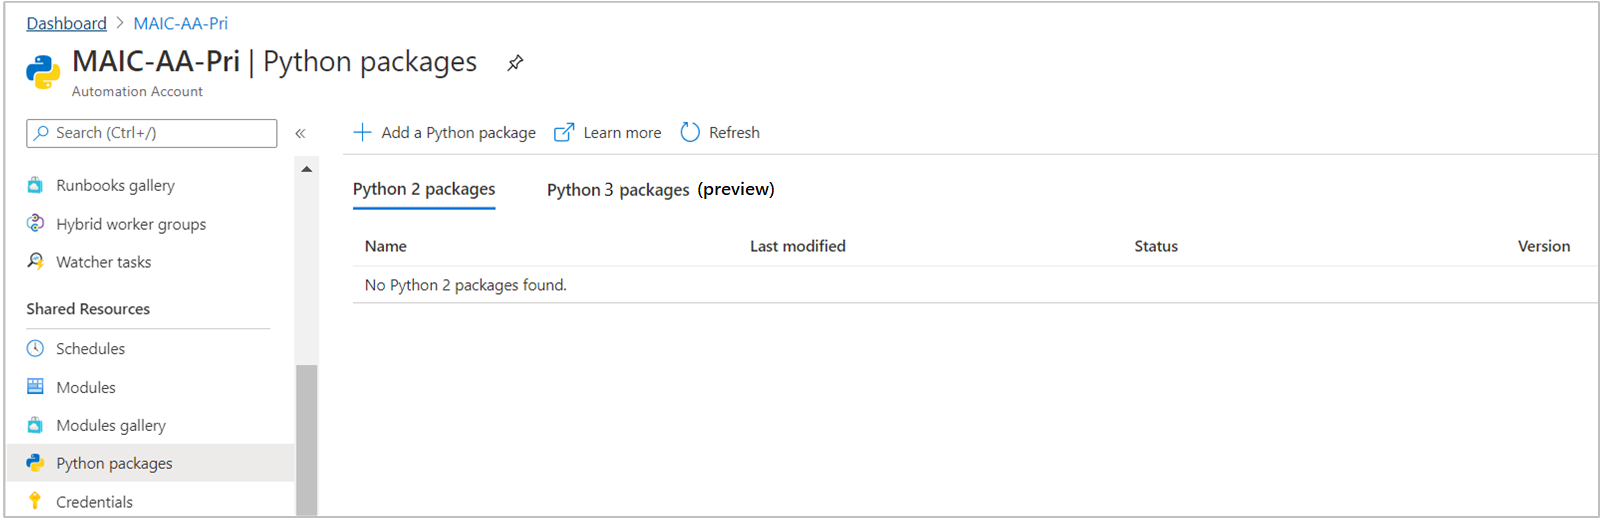 Dashboard > MAIC-AA-Pri
MAIC-AA-Pri | Python packages
Automation Account
Search (Ctrl+/)
«
Add a Python package
Learn more
Refresh
Runbooks gallery
Hybrid worker groups
Watcher tasks
Shared Resources
Schedules
Modules
Modules gallery
Python packages
Credentials
Python 2 packages
Python 3 packages (preview)
Name Last modified Status Version
No Python 2 packages found.